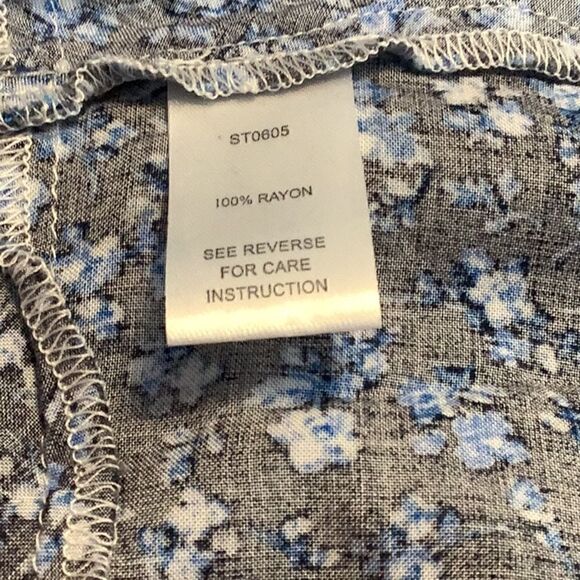 ST0605
100% RAYON
SEE REVERSE
FOR CARE
INSTRUCTION